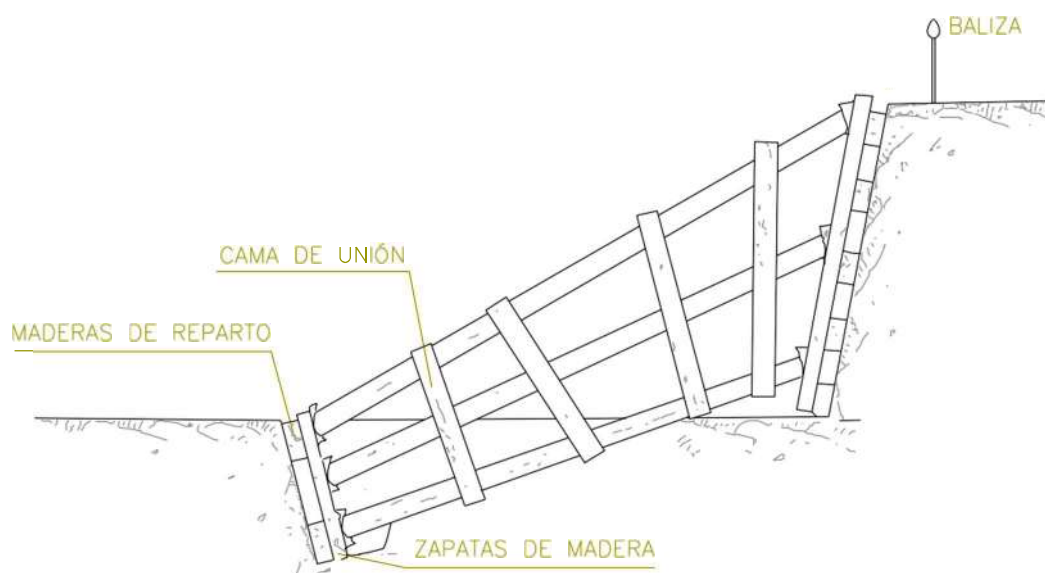 BALIZA
CAMA DE UNIÓN
MADERAS DE REPARTO
ZAPATAS DE MADERA